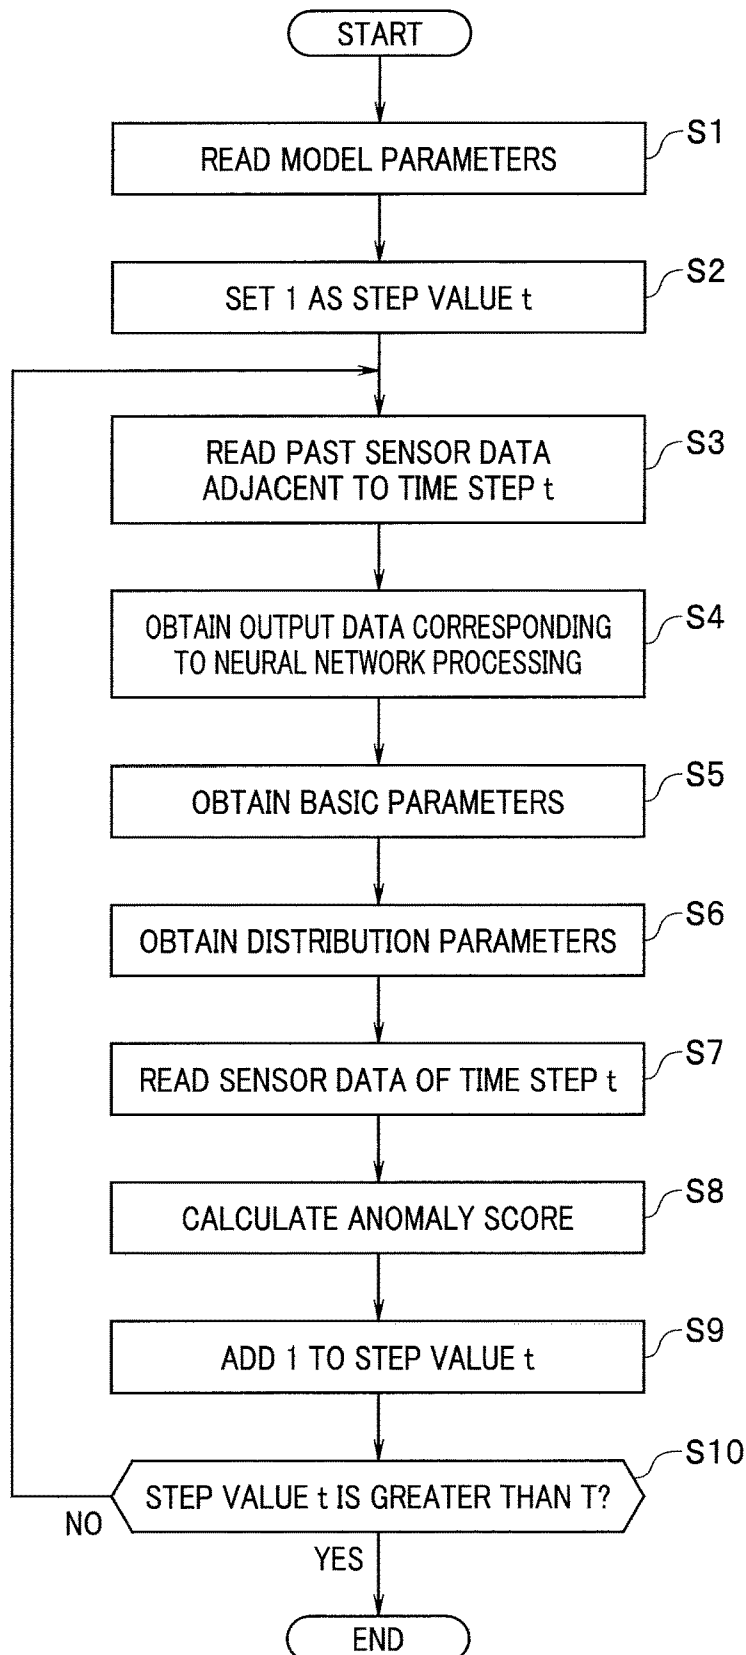 START
READ MODEL PARAMETERS
S1
SET 1 AS STEP VALUE t
S2
READ PAST SENSOR DATA
ADJACENT TO TIME STEP t
S3
OBTAIN OUTPUT DATA CORRESPONDING
TO NEURAL NETWORK PROCESSING
S4
OBTAIN BASIC PARAMETERS
S5
OBTAIN DISTRIBUTION PARAMETERS
S6
READ SENSOR DATA OF TIME STEP t
S7
CALCULATE ANOMALY SCORE
S8
ADD 1 TO STEP VALUE t
S9
STEP VALUE t IS GREATER THAN T?
S10
NO
YES
END